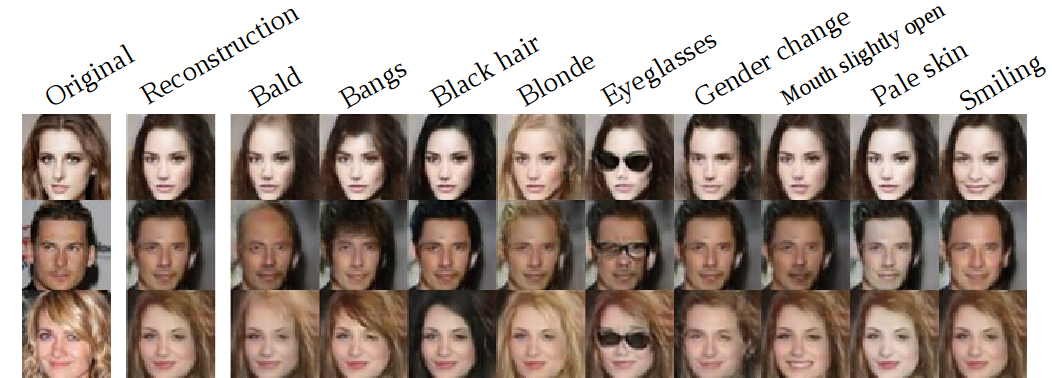 Original
Reconstruction
Bald
Bangs
Black hair
Blonde
Eyeglasses
Gender change
Mouth slightly open
Pale skin
Smiling